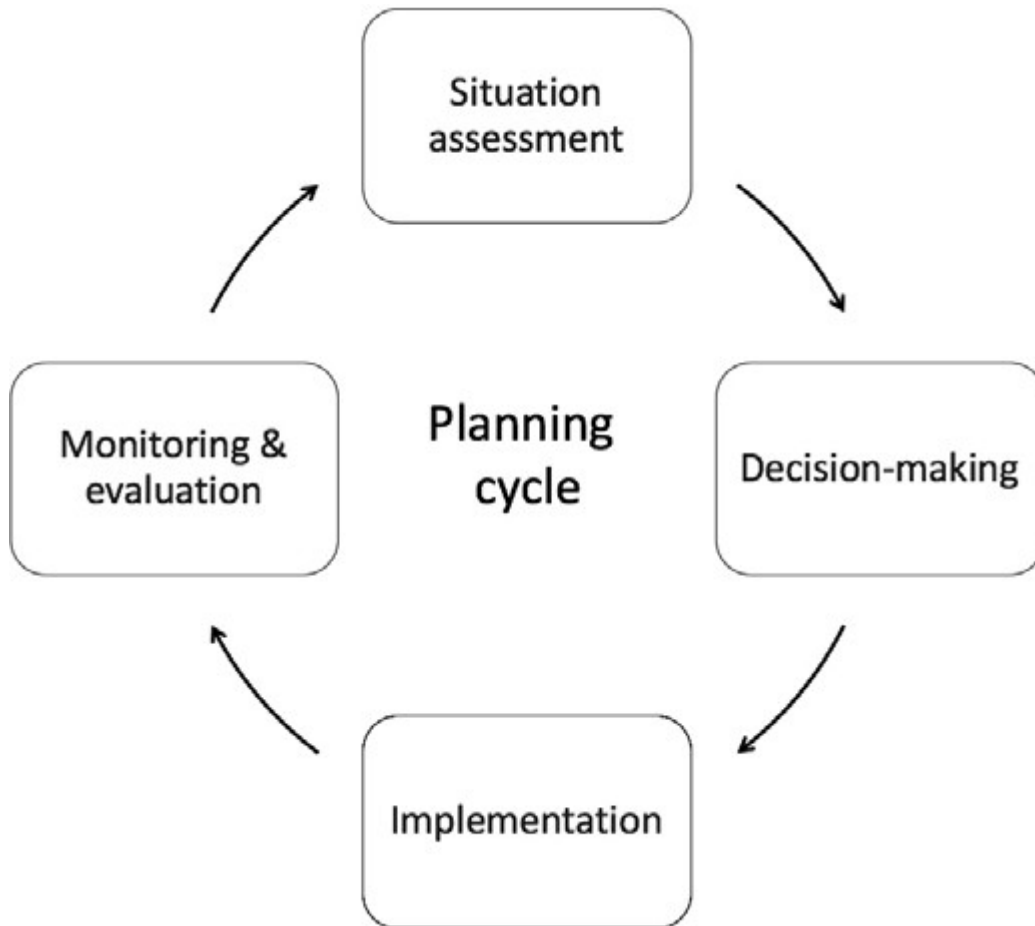 Situation
assessment
Monitoring &
evaluation
Planning
cycle
Decision-making
Implementation